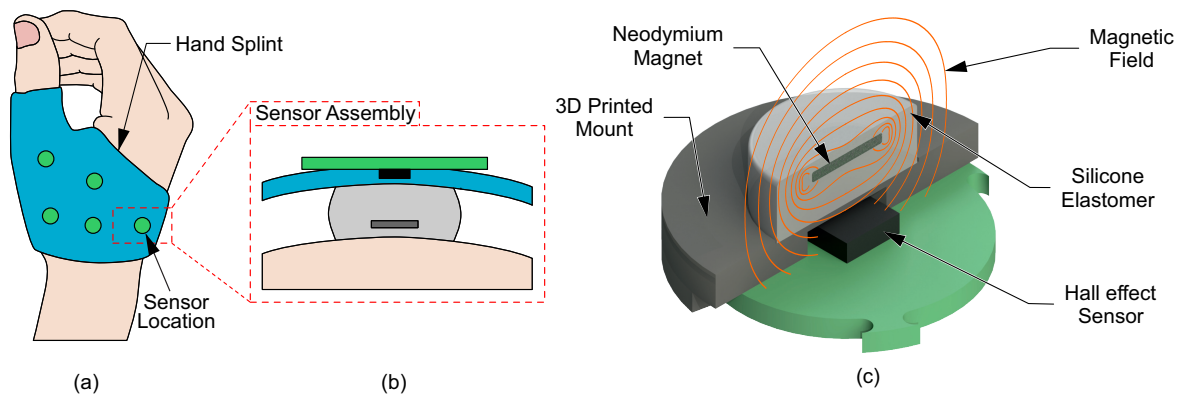 Hand Splint
Sensor
Location
(a)
Sensor Assembly
(b)
Neodymium
Magnet
Magnetic
Field
3D Printed
Mount
Silicone
Elastomer
Hall effect
Sensor
(c)